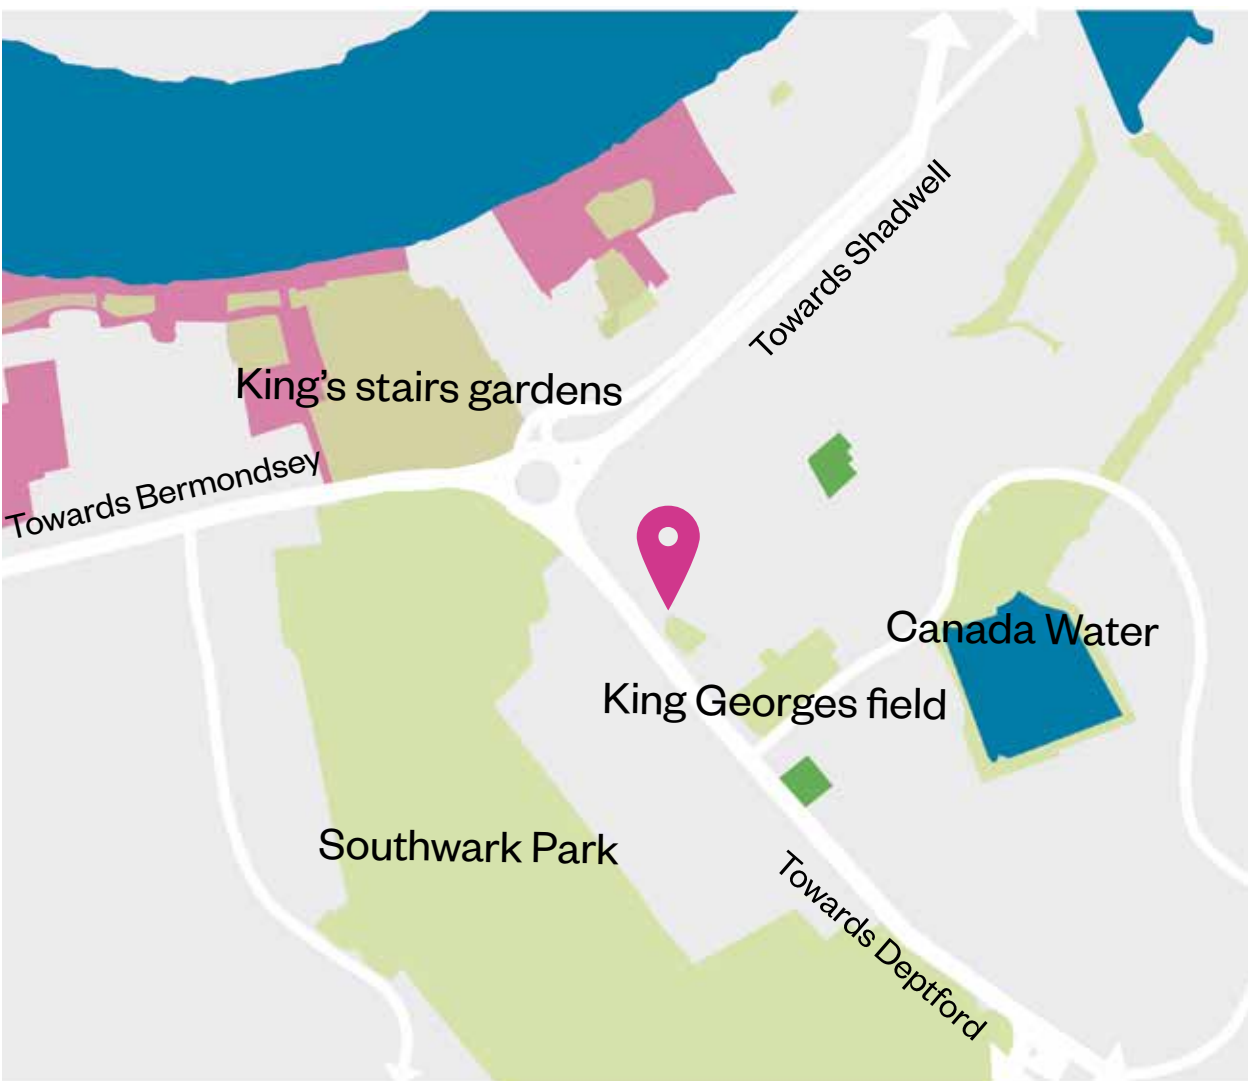 Towards Shadwell
King's stairs gardens
Towards Bermondsey
Canada Water
King Georges field
Southwark Park
Towards Deptford